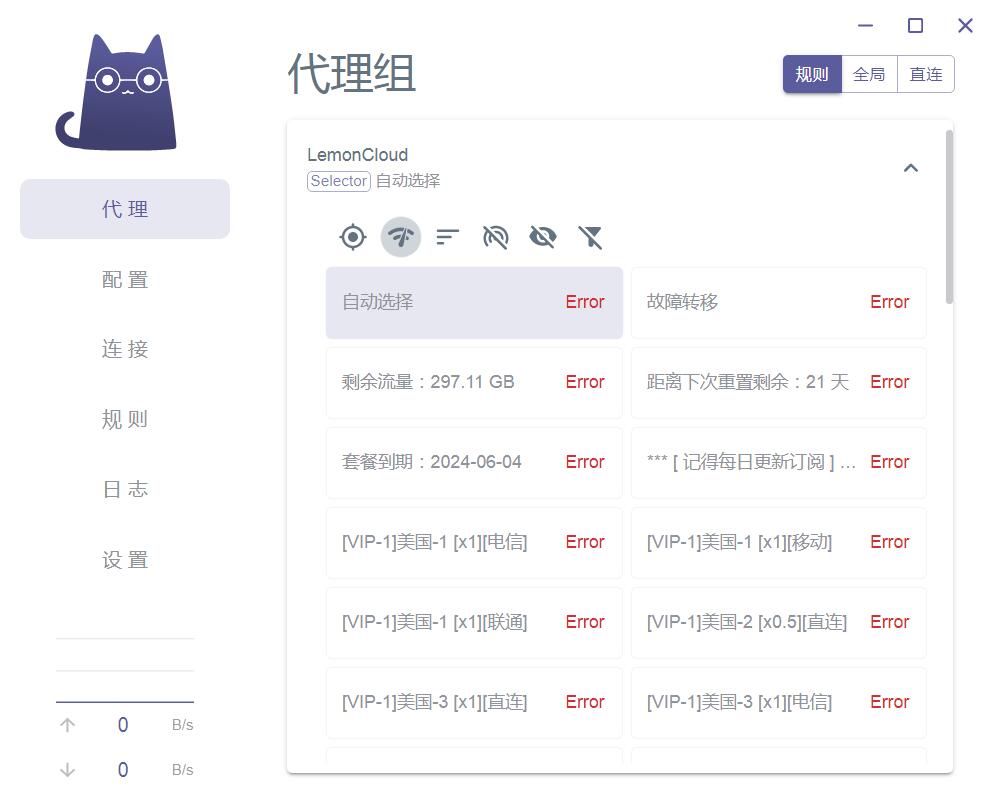 代理组
规则 全局 直连
代 理
配 置
连 接
规 则
日 志
设 置
0 B/s
0 B/s
LemonCloud
Selector 自动选择
自动选择 Error
故障转移 Error
剩余流量：297.11 GB Error
距离下次重置剩余：21 天 Error
套餐到期：2024-06-04 Error
*** [ 记得每日更新订阅 ] ... Error
[VIP-1]美国-1 [x1][电信] Error
[VIP-1]美国-1 [x1][移动] Error
[VIP-1]美国-1 [x1][联通] Error
[VIP-1]美国-2 [x0.5][直连] Error
[VIP-1]美国-3 [x1][直连] Error
[VIP-1]美国-3 [x1][电信] Error